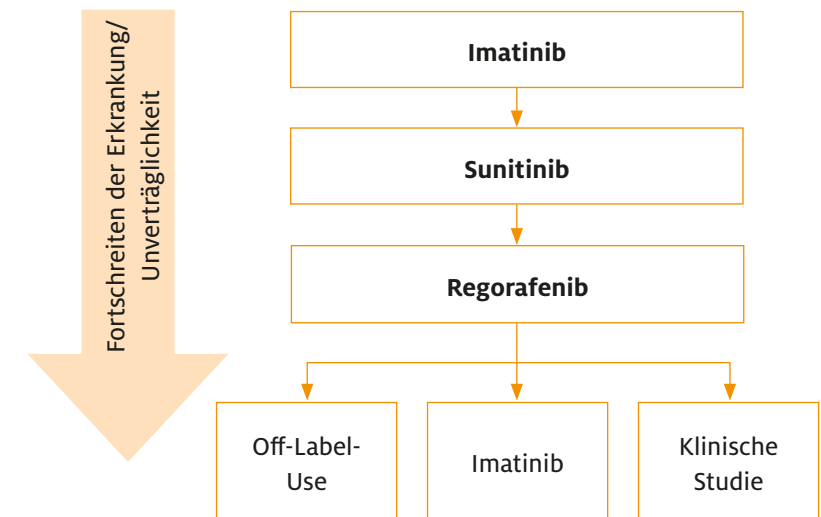 Fortschreiten der Erkrankung/
Unverträglichkeit
Imatinib
Sunitinib
Regorafenib
Off-Label-
Use
Imatinib
Klinische
Studie